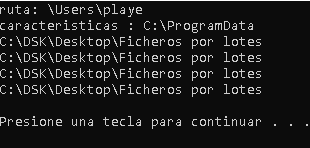 ruta: \Users\playe
caracteristicas : C:\ProgramData
C:\DSK\Desktop\Ficheros por lotes
C:\DSK\Desktop\Ficheros por lotes
C:\DSK\Desktop\Ficheros por lotes
C:\DSK\Desktop\Ficheros por lotes
Presione una tecla para continuar . . .